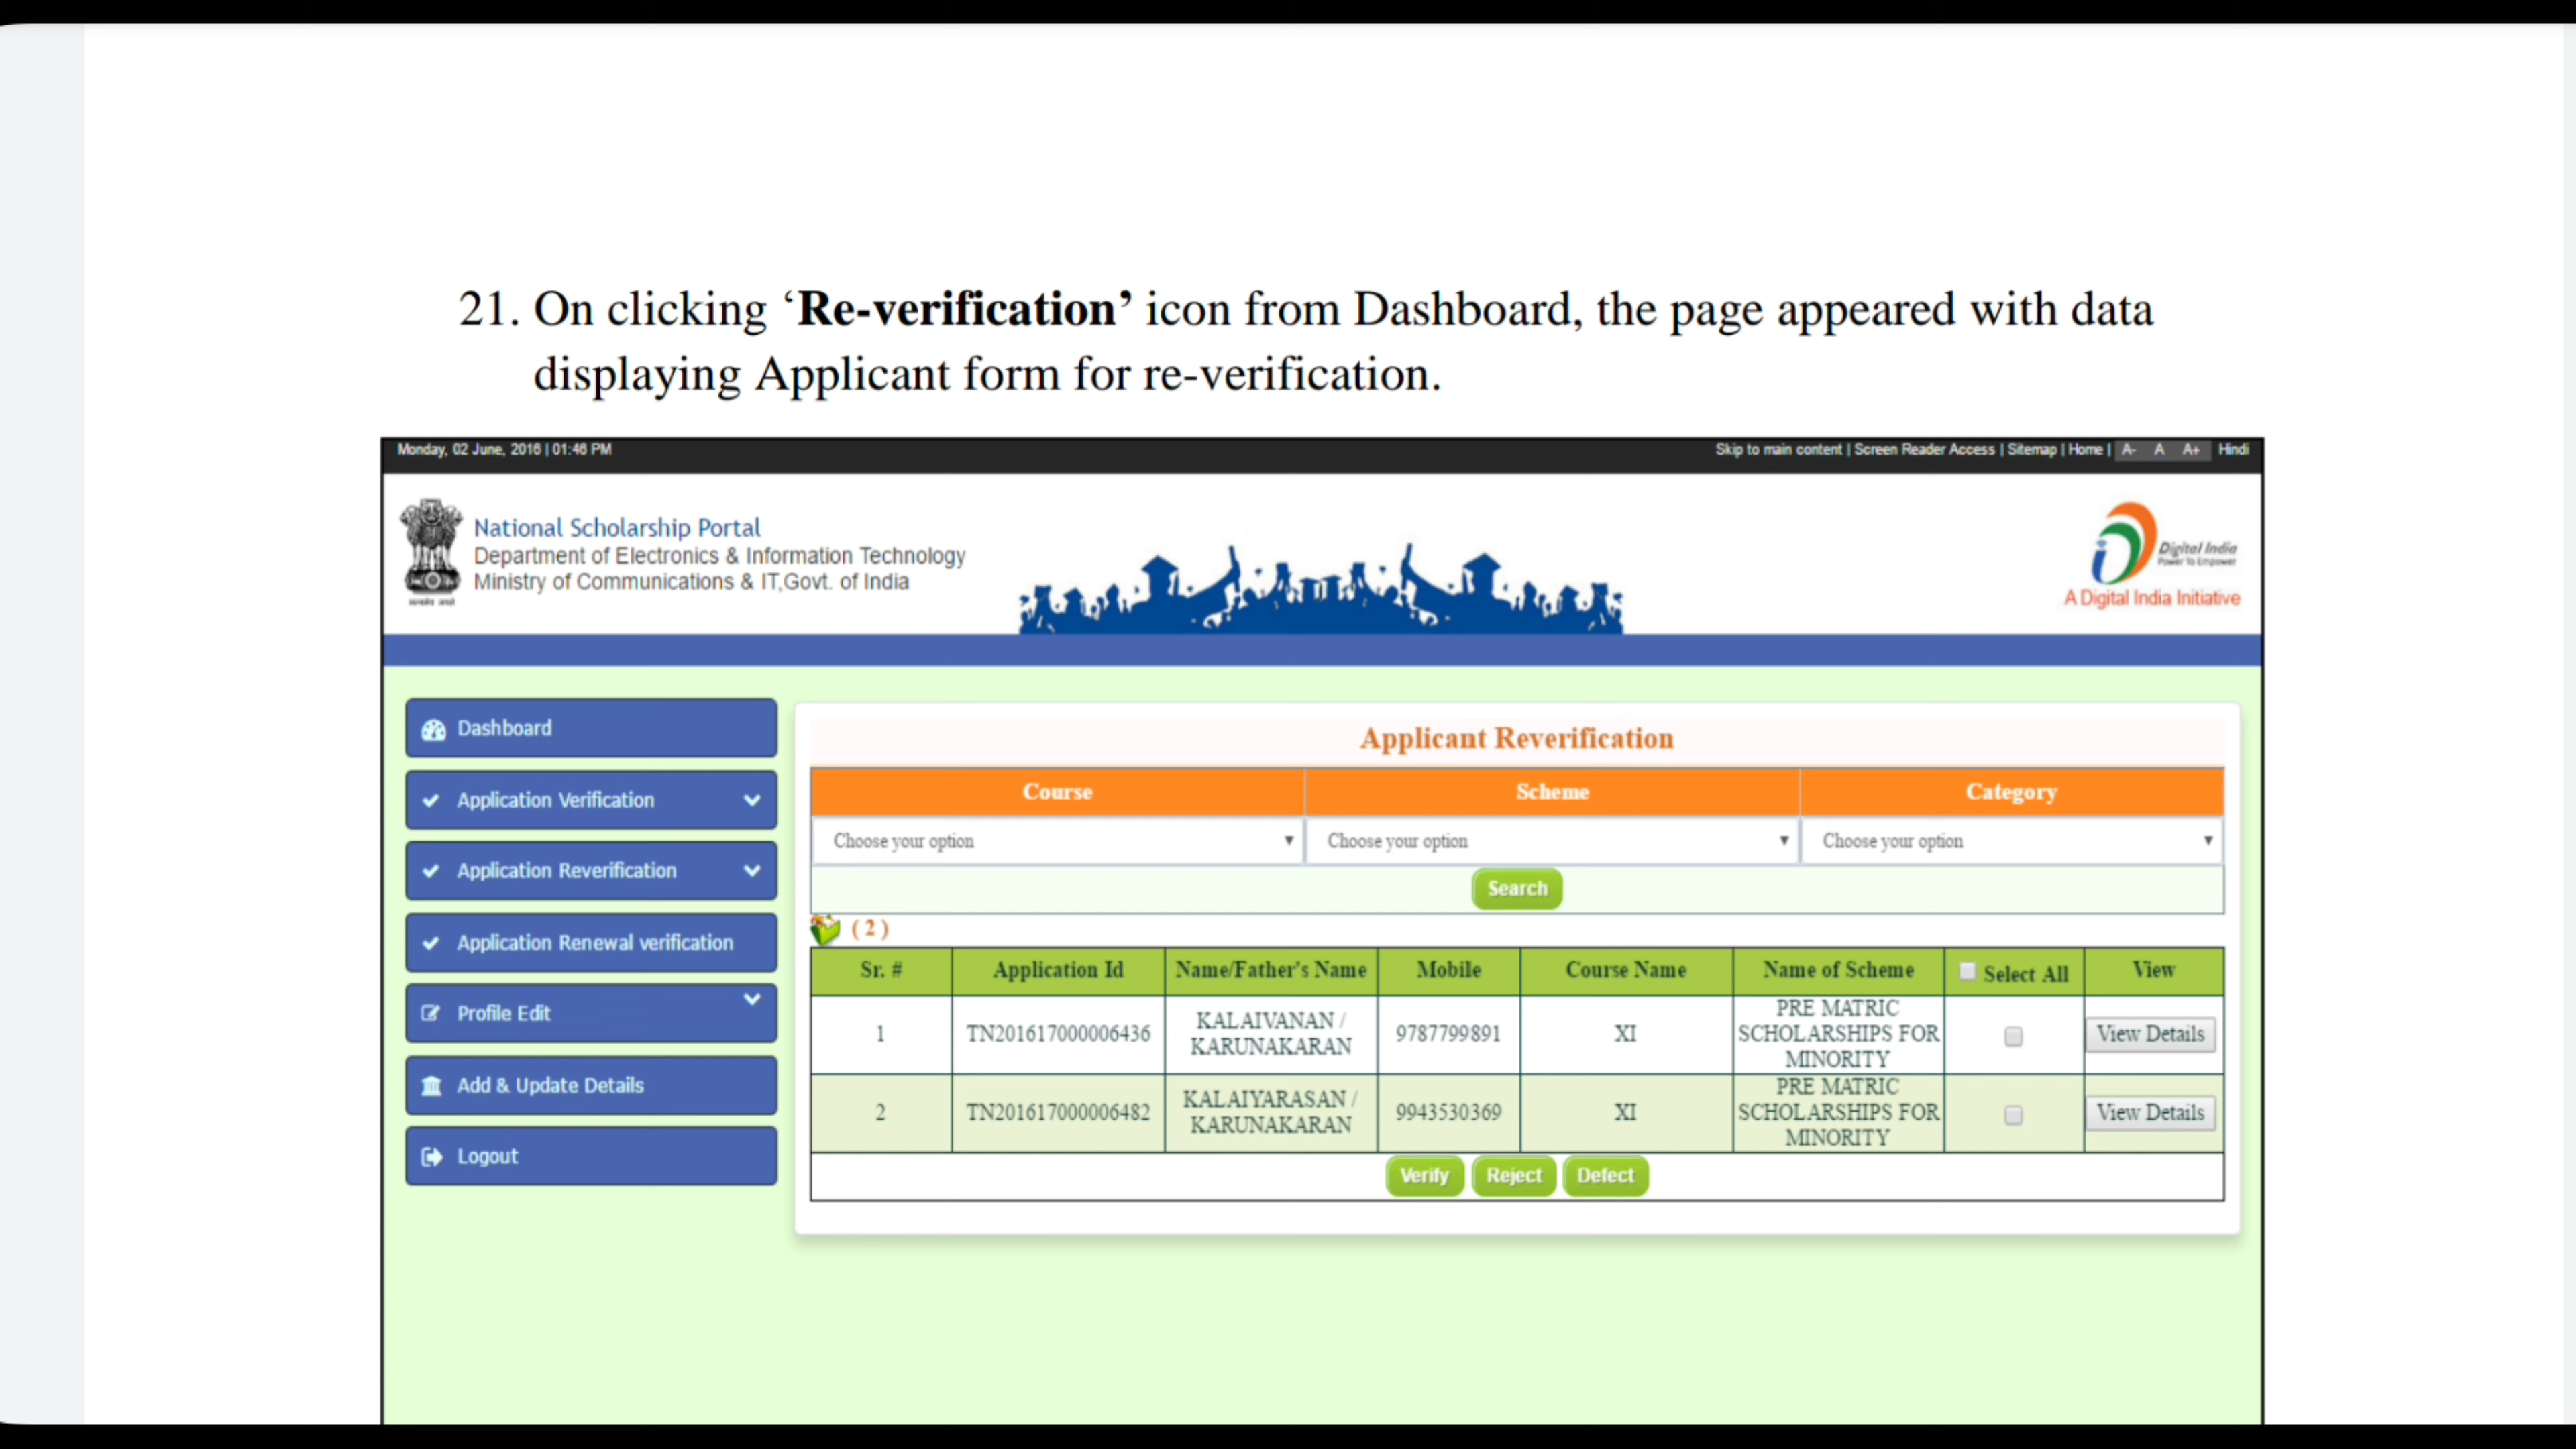 21. On clicking ‘Re-verification’ icon from Dashboard, the page appeared with data
displaying Applicant form for re-verification.
Monday, 02 June, 2016 | 01:46 PM
Skip to main content | Screen Reader Access | Sitemap | Home | A- A A+ Hindi
National Scholarship Portal
Department of Electronics & Information Technology
Ministry of Communications & IT,Govt. of India
Digital India
Power To Empower
A Digital India Initiative
Dashboard
Application Verification
Application Reverification
Application Renewal verification
Profile Edit
Add & Update Details
Logout
Applicant Reverification
Course Scheme Category
Choose your option Choose your option Choose your option
Search
( 2 )
Sr. # Application Id Name/Father's Name Mobile Course Name Name of Scheme Select All View
1 TN201617000006436 KALAIVANAN / KARUNAKARAN 9787799891 XI PRE MATRIC SCHOLARSHIPS FOR MINORITY View Details
2 TN201617000006482 KALAIYARASAN / KARUNAKARAN 9943530369 XI PRE MATRIC SCHOLARSHIPS FOR MINORITY View Details
Verify Reject Defect